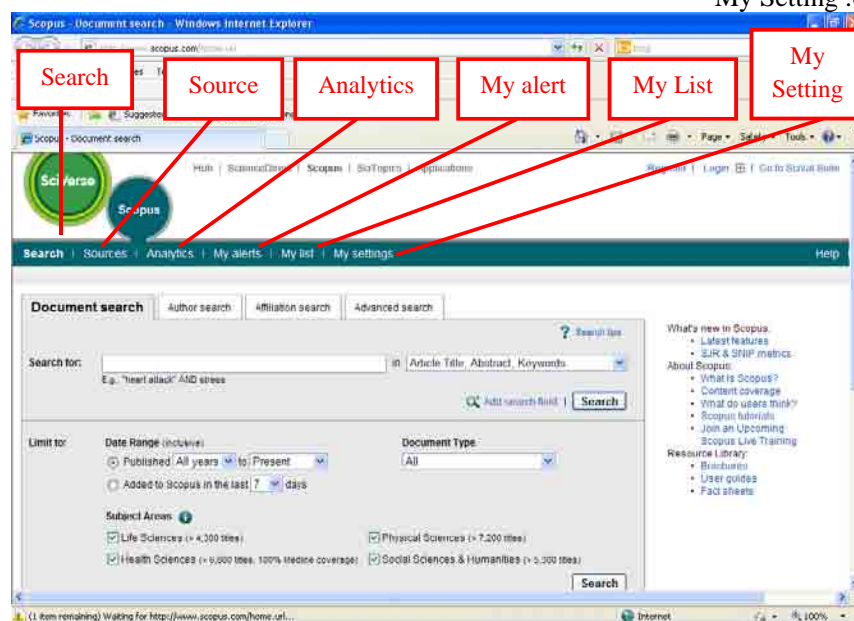 My Setting
Scopus - Document search - Windows Internet Explorer
scopus.com
Search
Source
Analytics
My alert
My List
My
Setting
Favorites
Suggested
Scopus - Document search
Page
Safety
Tools
SciVerse
Scopus
Hub | ScienceDirect | Scopus | SciTopics | Applications
Register | Login | Go to SciVal Suite
Search | Sources | Analytics | My alerts | My list | My settings
Help
Document search
Author search
Affiliation search
Advanced search
Search tips
Search for:
in
Article Title, Abstract, Keywords
E.g., "heart attack" AND stress
Add search field | Search
Limit to:
Date Range (inclusive)
Document Type
Published All years to Present
All
Added to Scopus in the last 7 days
Subject Areas
Life Sciences (> 4,300 titles)
Physical Sciences (> 7,200 titles)
Health Sciences (> 6,800 titles, 100% Medline coverage)
Social Sciences & Humanities (> 5,300 titles)
Search
What's new in Scopus:
Latest features
SJR & SNIP metrics
About Scopus:
What is Scopus?
Content coverage
What do users think?
Scopus tutorials
Join an Upcoming
Scopus Live Training
Resource Library:
Brochures
User guides
Fact sheets
(1 item remaining) Waiting for http://www.scopus.com/home.url...
Internet
100%